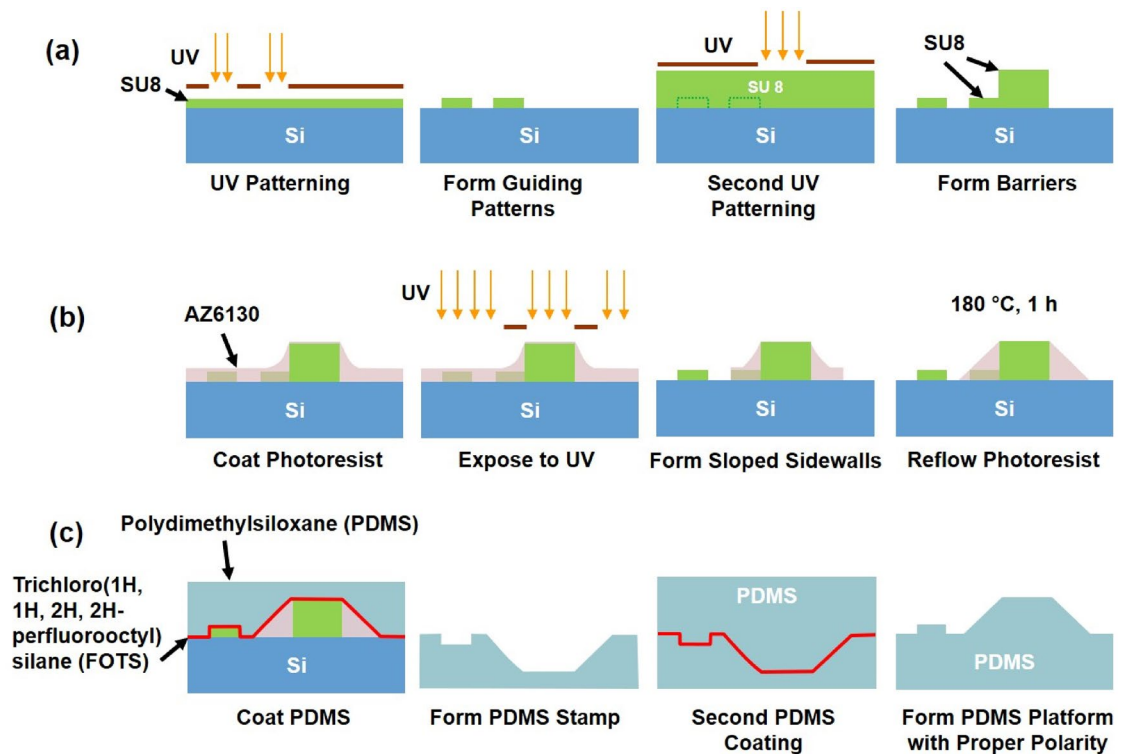 (a)
UV
SU8
Si
UV Patterning
Si
Form Guiding
Patterns
UV
SU 8
Si
Second UV
Patterning
SU8
Si
Form Barriers
(b)
AZ6130
Si
Coat Photoresist
UV
Si
Expose to UV
Si
Form Sloped Sidewalls
180 °C, 1 h
Si
Reflow Photoresist
(c)
Polydimethylsiloxane (PDMS)
Trichloro(1H,
1H, 2H, 2H-
perfluorooctyl)
silane (FOTS)
Si
Coat PDMS
Form PDMS Stamp
PDMS
Second PDMS
Coating
PDMS
Form PDMS Platform
with Proper Polarity